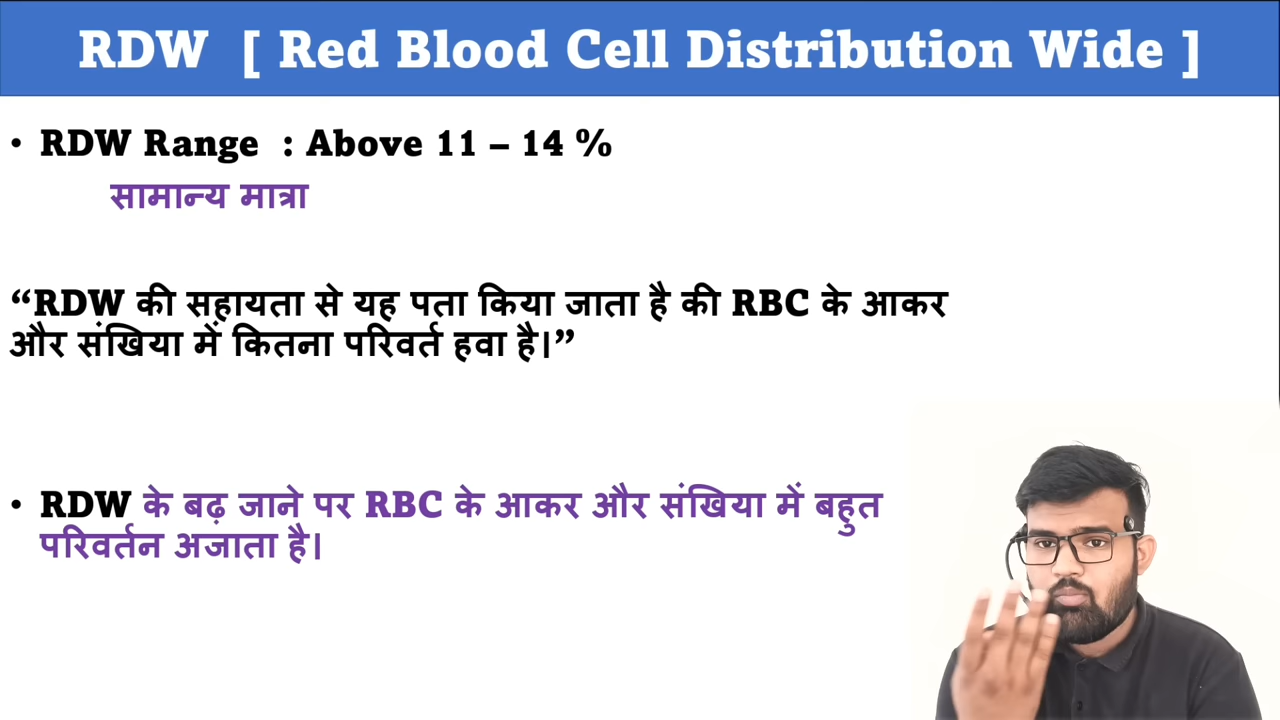 RDW [ Red Blood Cell Distribution Wide ]
• RDW Range : Above 11 – 14 %
सामान्य मात्रा
“RDW की सहायता से यह पता किया जाता है की RBC के आकर
और संखिया में कितना परिवर्त हवा है।”
• RDW के बढ़ जाने पर RBC के आकर और संखिया में बहुत
परिवर्तन अजाता है।